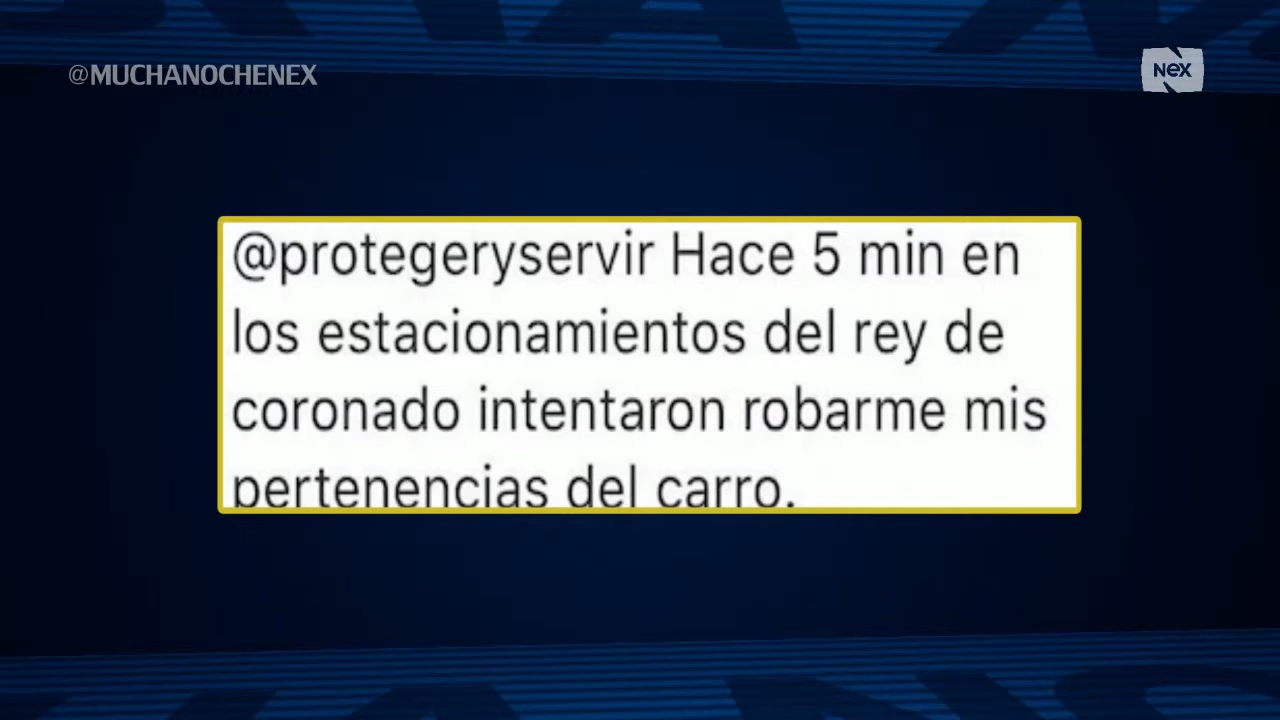 @MUCHANOCHENEX
NEX
@protegeryservir Hace 5 min en
los estacionamientos del rey de
coronado intentaron robarme mis
pertenencias del carro.